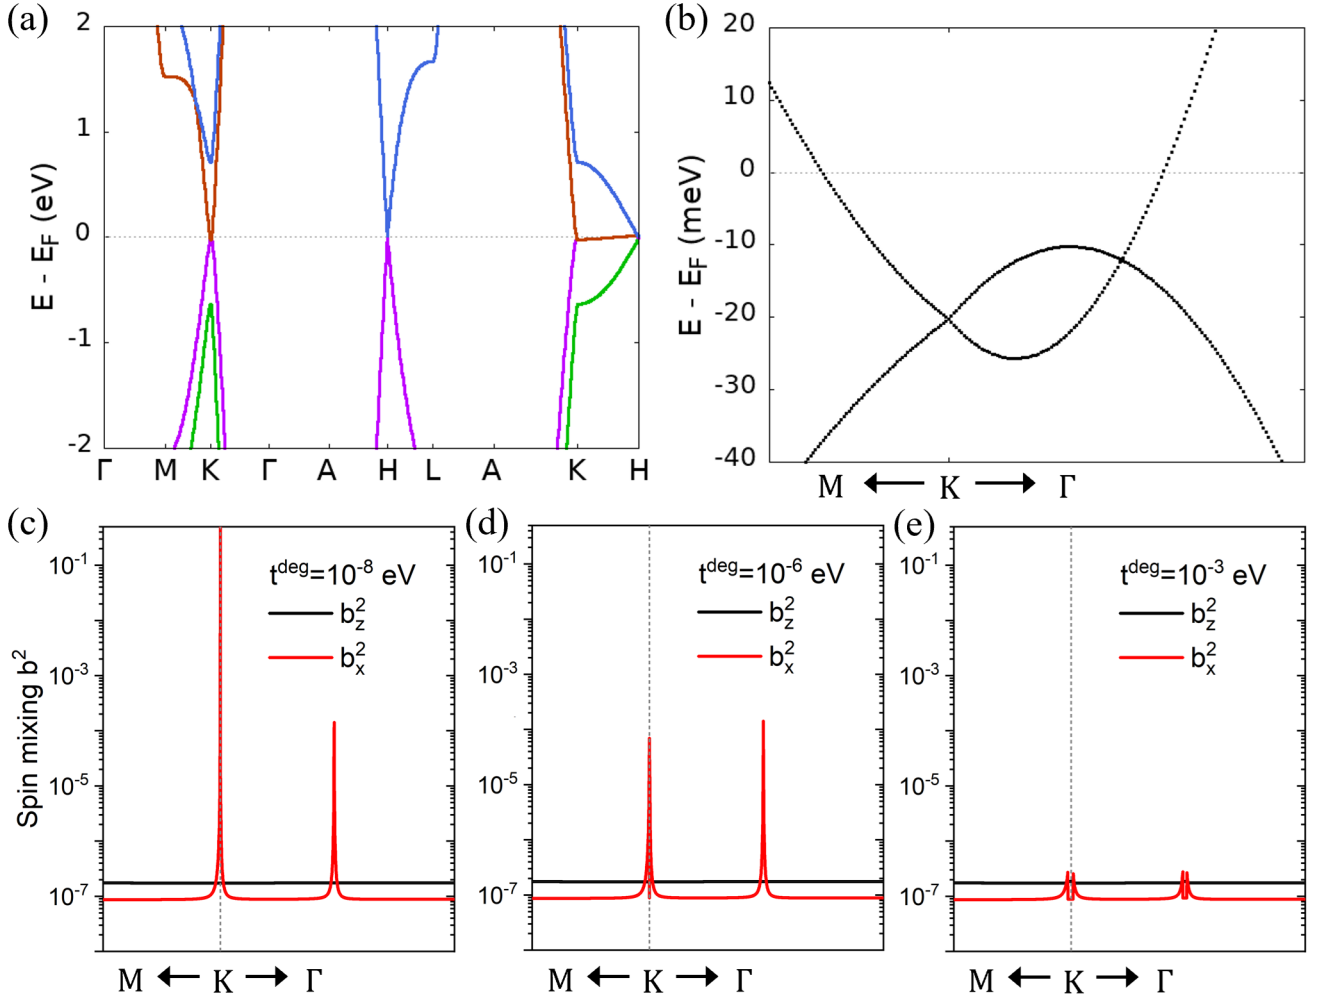 (a)
2
1
0
-1
-2
E - E_F (eV)
Γ M K Γ A H L A K H
(b)
20
10
0
-10
-20
-30
-40
E - E_F (meV)
M ← K → Γ
(c)
10^-1
10^-3
10^-5
10^-7
Spin mixing b^2
t^deg=10^-8 eV
b_z^2
b_x^2
M ← K → Γ
(d)
10^-1
10^-3
10^-5
10^-7
t^deg=10^-6 eV
b_z^2
b_x^2
M ← K → Γ
(e)
10^-1
10^-3
10^-5
10^-7
t^deg=10^-3 eV
b_z^2
b_x^2
M ← K → Γ